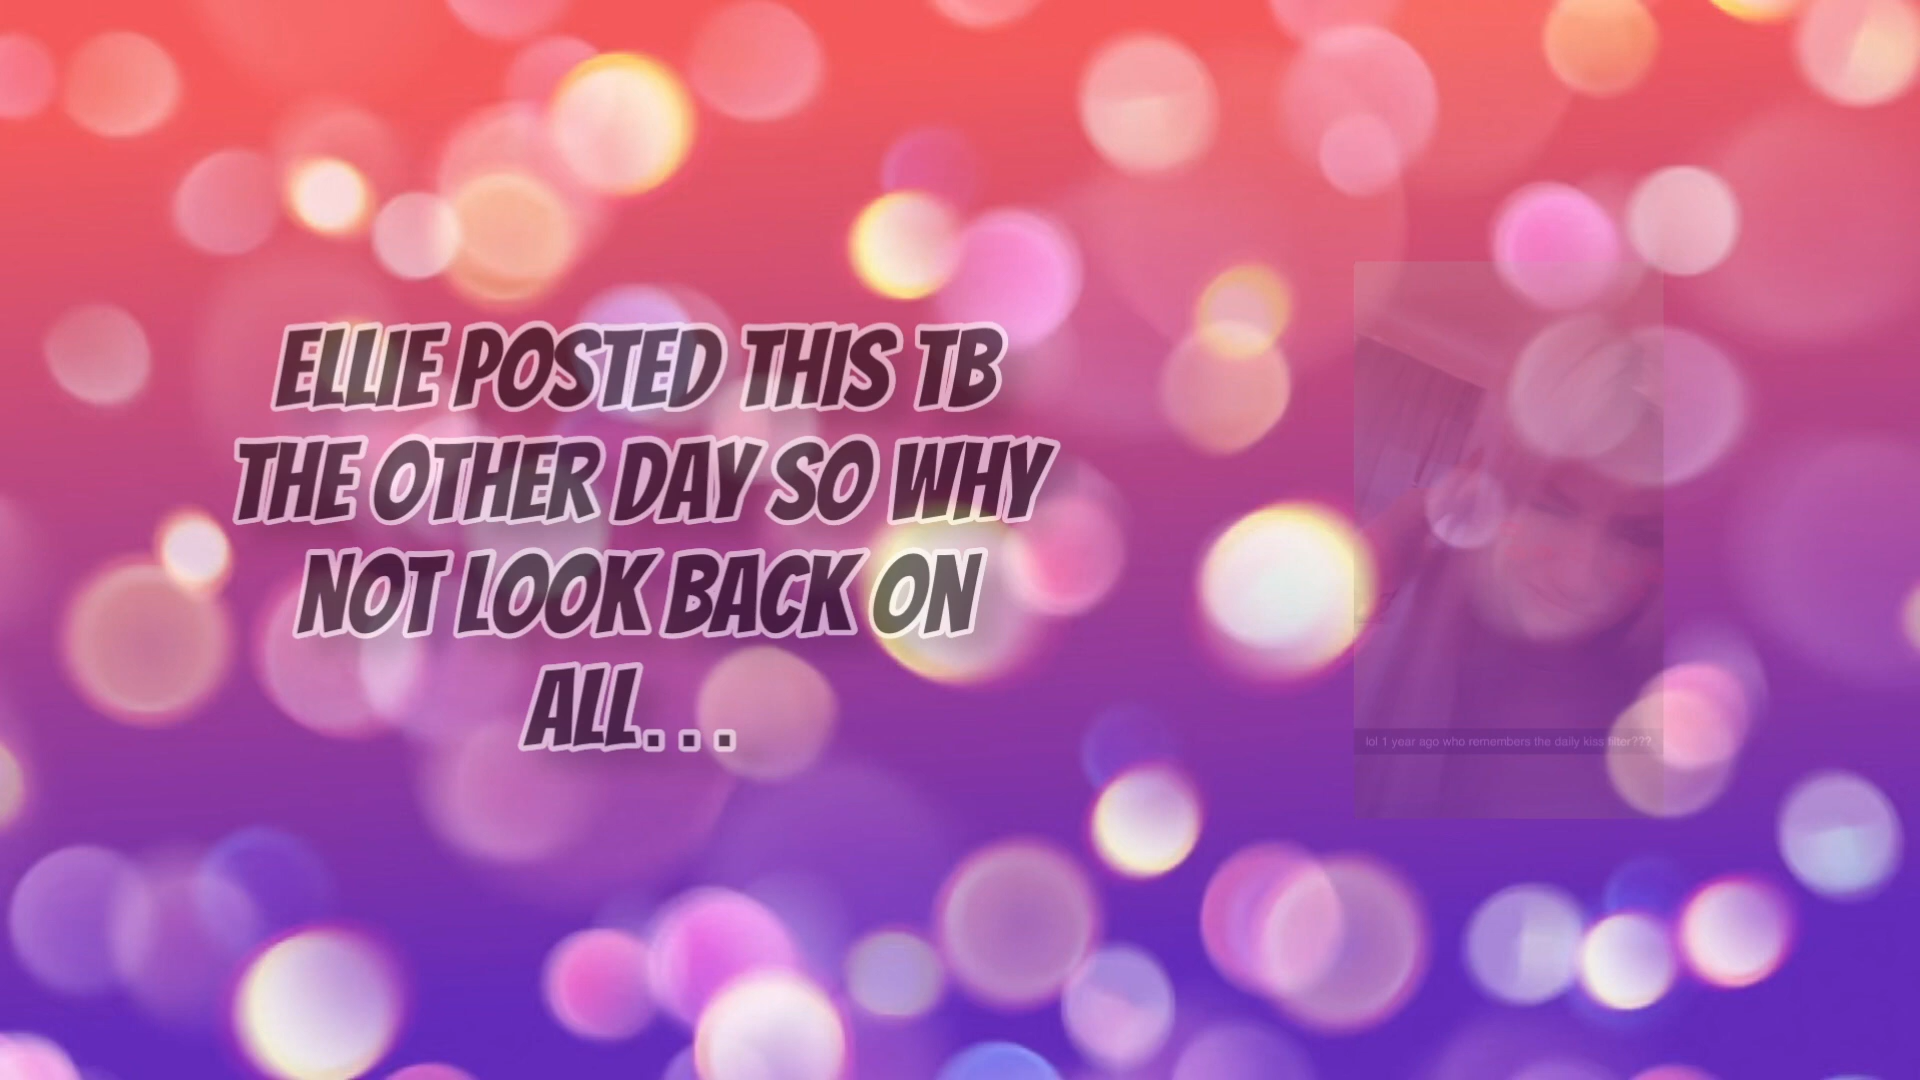 ELLIE POSTED THIS TB
THE OTHER DAY SO WHY
NOT LOOK BACK ON
ALL...
lol 1 year ago who remembers the daily kiss filter???